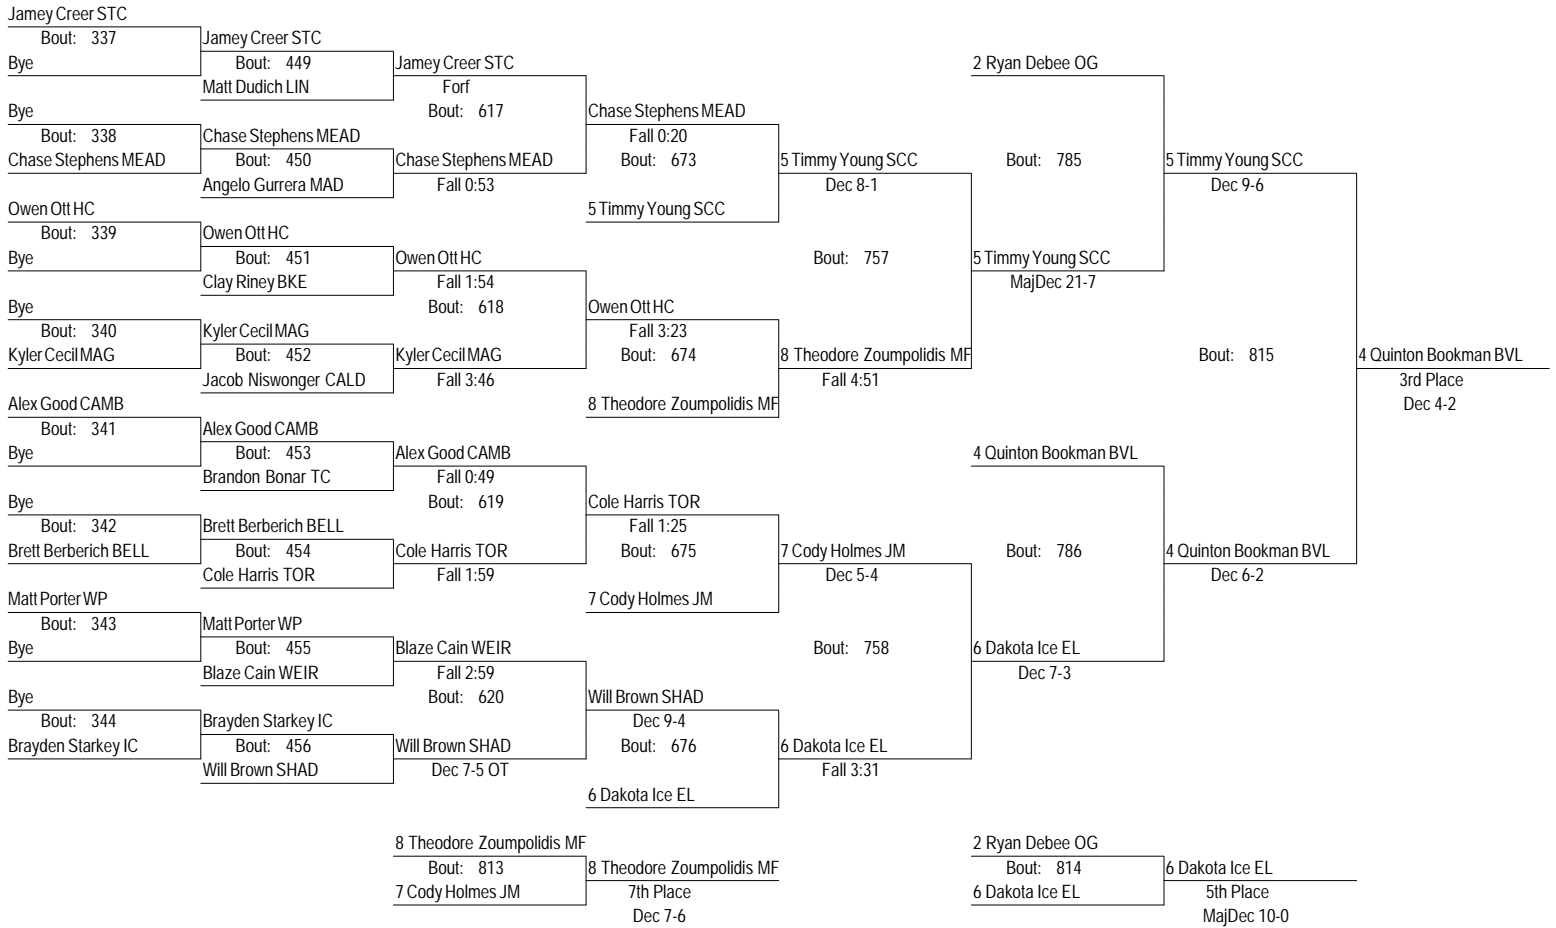 Jamey Creer STC
Bout: 337
Bye
Bye
Bout: 338
Chase Stephens MEAD
Owen Ott HC
Bout: 339
Bye
Bye
Bout: 340
Kyler Cecil MAG
Alex Good CAMB
Bout: 341
Bye
Bye
Bout: 342
Brett Berberich BELL
Matt Porter WP
Bout: 343
Bye
Bye
Bout: 344
Brayden Starkey IC
Jamey Creer STC
Bout: 449
Matt Dudich LIN
Chase Stephens MEAD
Bout: 450
Angelo Gurrera MAD
Owen Ott HC
Bout: 451
Clay Riney BKE
Kyler Cecil MAG
Bout: 452
Jacob Niswonger CALD
Alex Good CAMB
Bout: 453
Brandon Bonar TC
Brett Berberich BELL
Bout: 454
Cole Harris TOR
Matt Porter WP
Bout: 455
Blaze Cain WEIR
Brayden Starkey IC
Bout: 456
Will Brown SHAD
Jamey Creer STC
Forf
Bout: 617
Chase Stephens MEAD
Fall 0:53
Owen Ott HC
Fall 1:54
Bout: 618
Kyler Cecil MAG
Fall 3:46
Alex Good CAMB
Fall 0:49
Bout: 619
Cole Harris TOR
Fall 1:59
Blaze Cain WEIR
Fall 2:59
Bout: 620
Will Brown SHAD
Dec 7-5 OT
Chase Stephens MEAD
Fall 0:20
Bout: 673
5 Timmy Young SCC
Owen Ott HC
Fall 3:23
Bout: 674
8 Theodore Zoumpolidis MF
Cole Harris TOR
Fall 1:25
Bout: 675
7 Cody Holmes JM
Will Brown SHAD
Dec 9-4
Bout: 676
6 Dakota Ice EL
5 Timmy Young SCC
Dec 8-1
Bout: 757
8 Theodore Zoumpolidis MF
Fall 4:51
7 Cody Holmes JM
Dec 5-4
Bout: 758
6 Dakota Ice EL
Fall 3:31
2 Ryan Debee OG
Bout: 785
5 Timmy Young SCC
MajDec 21-7
4 Quinton Bookman BVL
Bout: 786
6 Dakota Ice EL
Dec 7-3
5 Timmy Young SCC
Dec 9-6
Bout: 815
4 Quinton Bookman BVL
Dec 6-2
4 Quinton Bookman BVL
3rd Place
Dec 4-2
8 Theodore Zoumpolidis MF
Bout: 813
7 Cody Holmes JM
8 Theodore Zoumpolidis MF
7th Place
Dec 7-6
2 Ryan Debee OG
Bout: 814
6 Dakota Ice EL
6 Dakota Ice EL
5th Place
MajDec 10-0